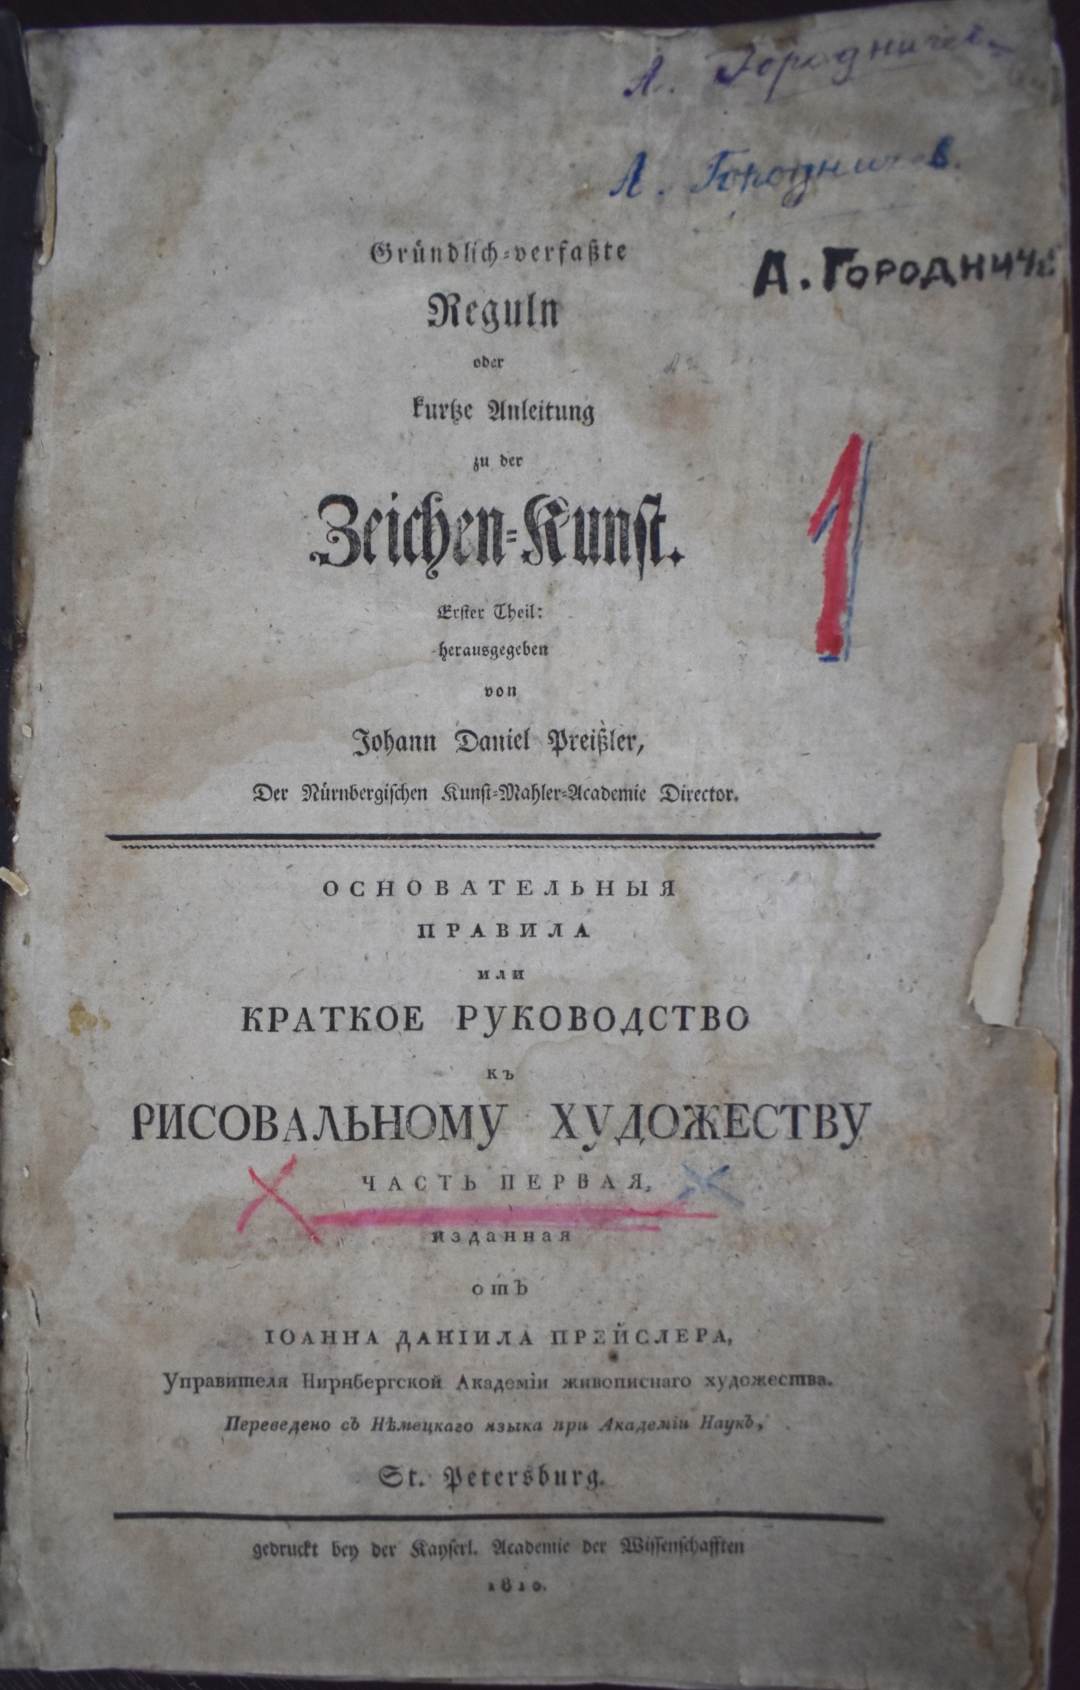 А. Городничев
А. Городничев.
А. Городниче
Gründlich-verfaßte
Reguln
oder
kurtze Anleitung
zu der
Zeichen-Kunst.
1
Erster Theil:
herausgegeben
von
Johann Daniel Preißler,
Der Nürnbergischen Kunst-Mahler-Academie Director.
ОСНОВАТЕЛЬНЫЯ
ПРАВИЛА
или
КРАТКОЕ РУКОВОДСТВО
къ
РИСОВАЛЬНОМУ ХУДОЖЕСТВУ
ЧАСТЬ ПЕРВАЯ,
изданная
отъ
ІОАННА ДАНІИЛА ПРЕЙСЛЕРА,
Управителя Нирнбергской Академіи живописнаго художества.
Переведено съ Нѣмецкаго языка при Академіи Наукъ,
St. Petersburg.
gedruckt bey der Kayserl. Academie der Wissenschafften
1810.